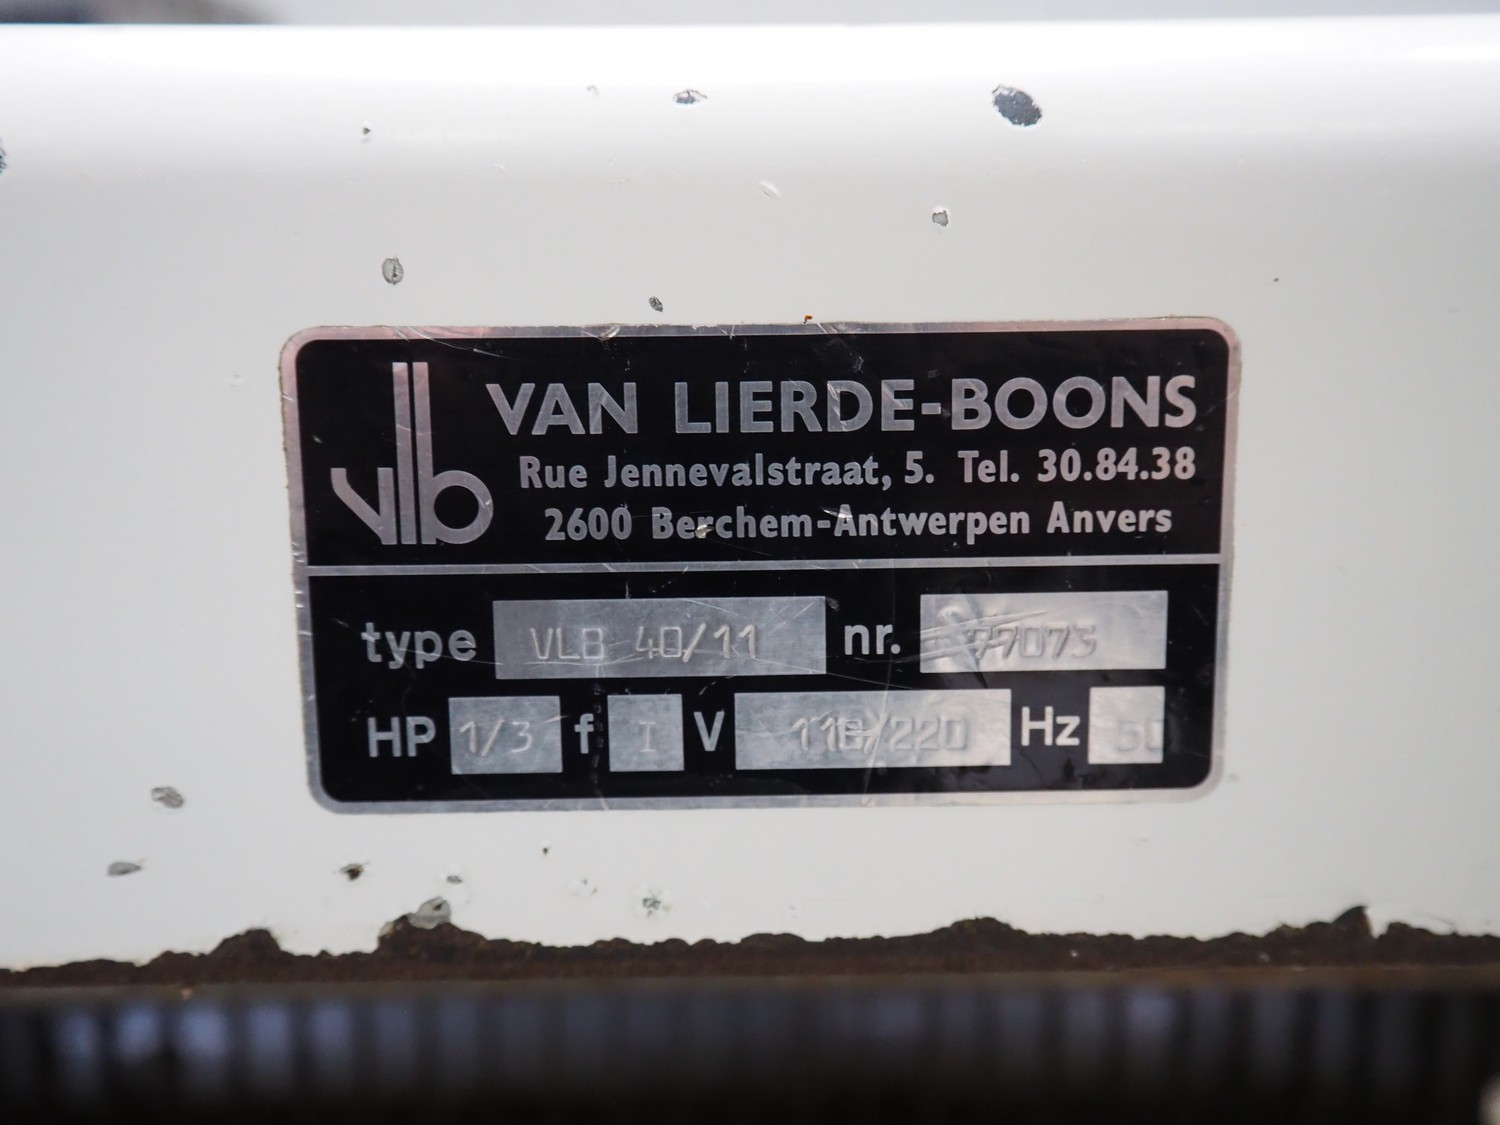 vlb
VAN LIERDE-BOONS
Rue Jennevalstraat, 5. Tel. 30.84.38
2600 Berchem-Antwerpen Anvers
type VLB 40/11 nr. 77073
HP 1/3 f I V 110/220 Hz 50